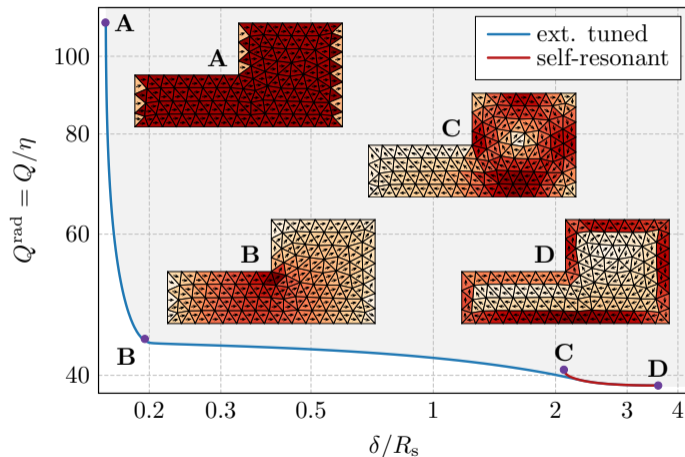 ext. tuned
self-resonant
A
A
100
C
80
Q^rad = Q/η
60
B
D
B
C
D
40
0.2
0.3
0.5
1
2
3
4
δ/R_s